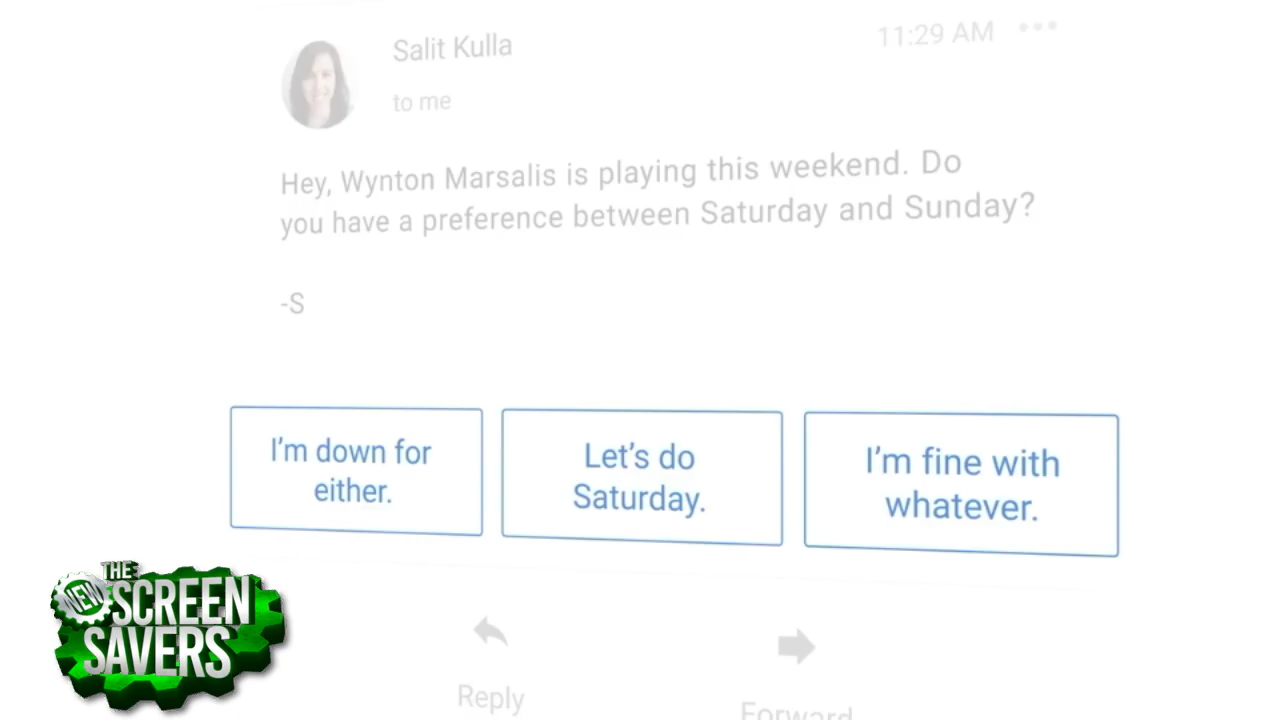 Salit Kulla
11:29 AM
to me
Hey, Wynton Marsalis is playing this weekend. Do
you have a preference between Saturday and Sunday?
-S
I'm down for
either.
Let's do
Saturday.
I'm fine with
whatever.
THE
NEW
SCREEN
SAVERS
Reply
Forward